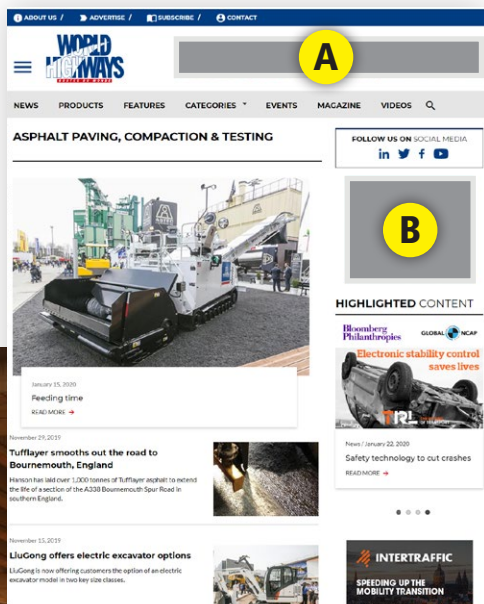 ABOUT US / ADVERTISE / SUBSCRIBE / CONTACT
WORLD
HIGHWAYS
A
NEWS PRODUCTS FEATURES CATEGORIES EVENTS MAGAZINE VIDEOS
ASPHALT PAVING, COMPACTION & TESTING
FOLLOW US ON SOCIAL MEDIA
B
HIGHLIGHTED CONTENT
Bloomberg
Philanthropies
GLOBAL NCAP
Electronic stability control
saves lives
TRL
January 15, 2020
Feeding time
READ MORE →
News / January 22, 2020
Safety technology to cut crashes
READ MORE →
November 29, 2019
Tufflayer smooths out the road to
Bournemouth, England
Hanson has laid over 1,000 tonnes of Tufflayer asphalt to extend
the life of a section of the A338 Bournemouth Spur Road in
southern England.
November 15, 2019
LiuGong offers electric excavator options
LiuGong is now offering customers the option of an electric
excavator model in two key size classes.
INTERTRAFFIC
SPEEDING UP THE
MOBILITY TRANSITION